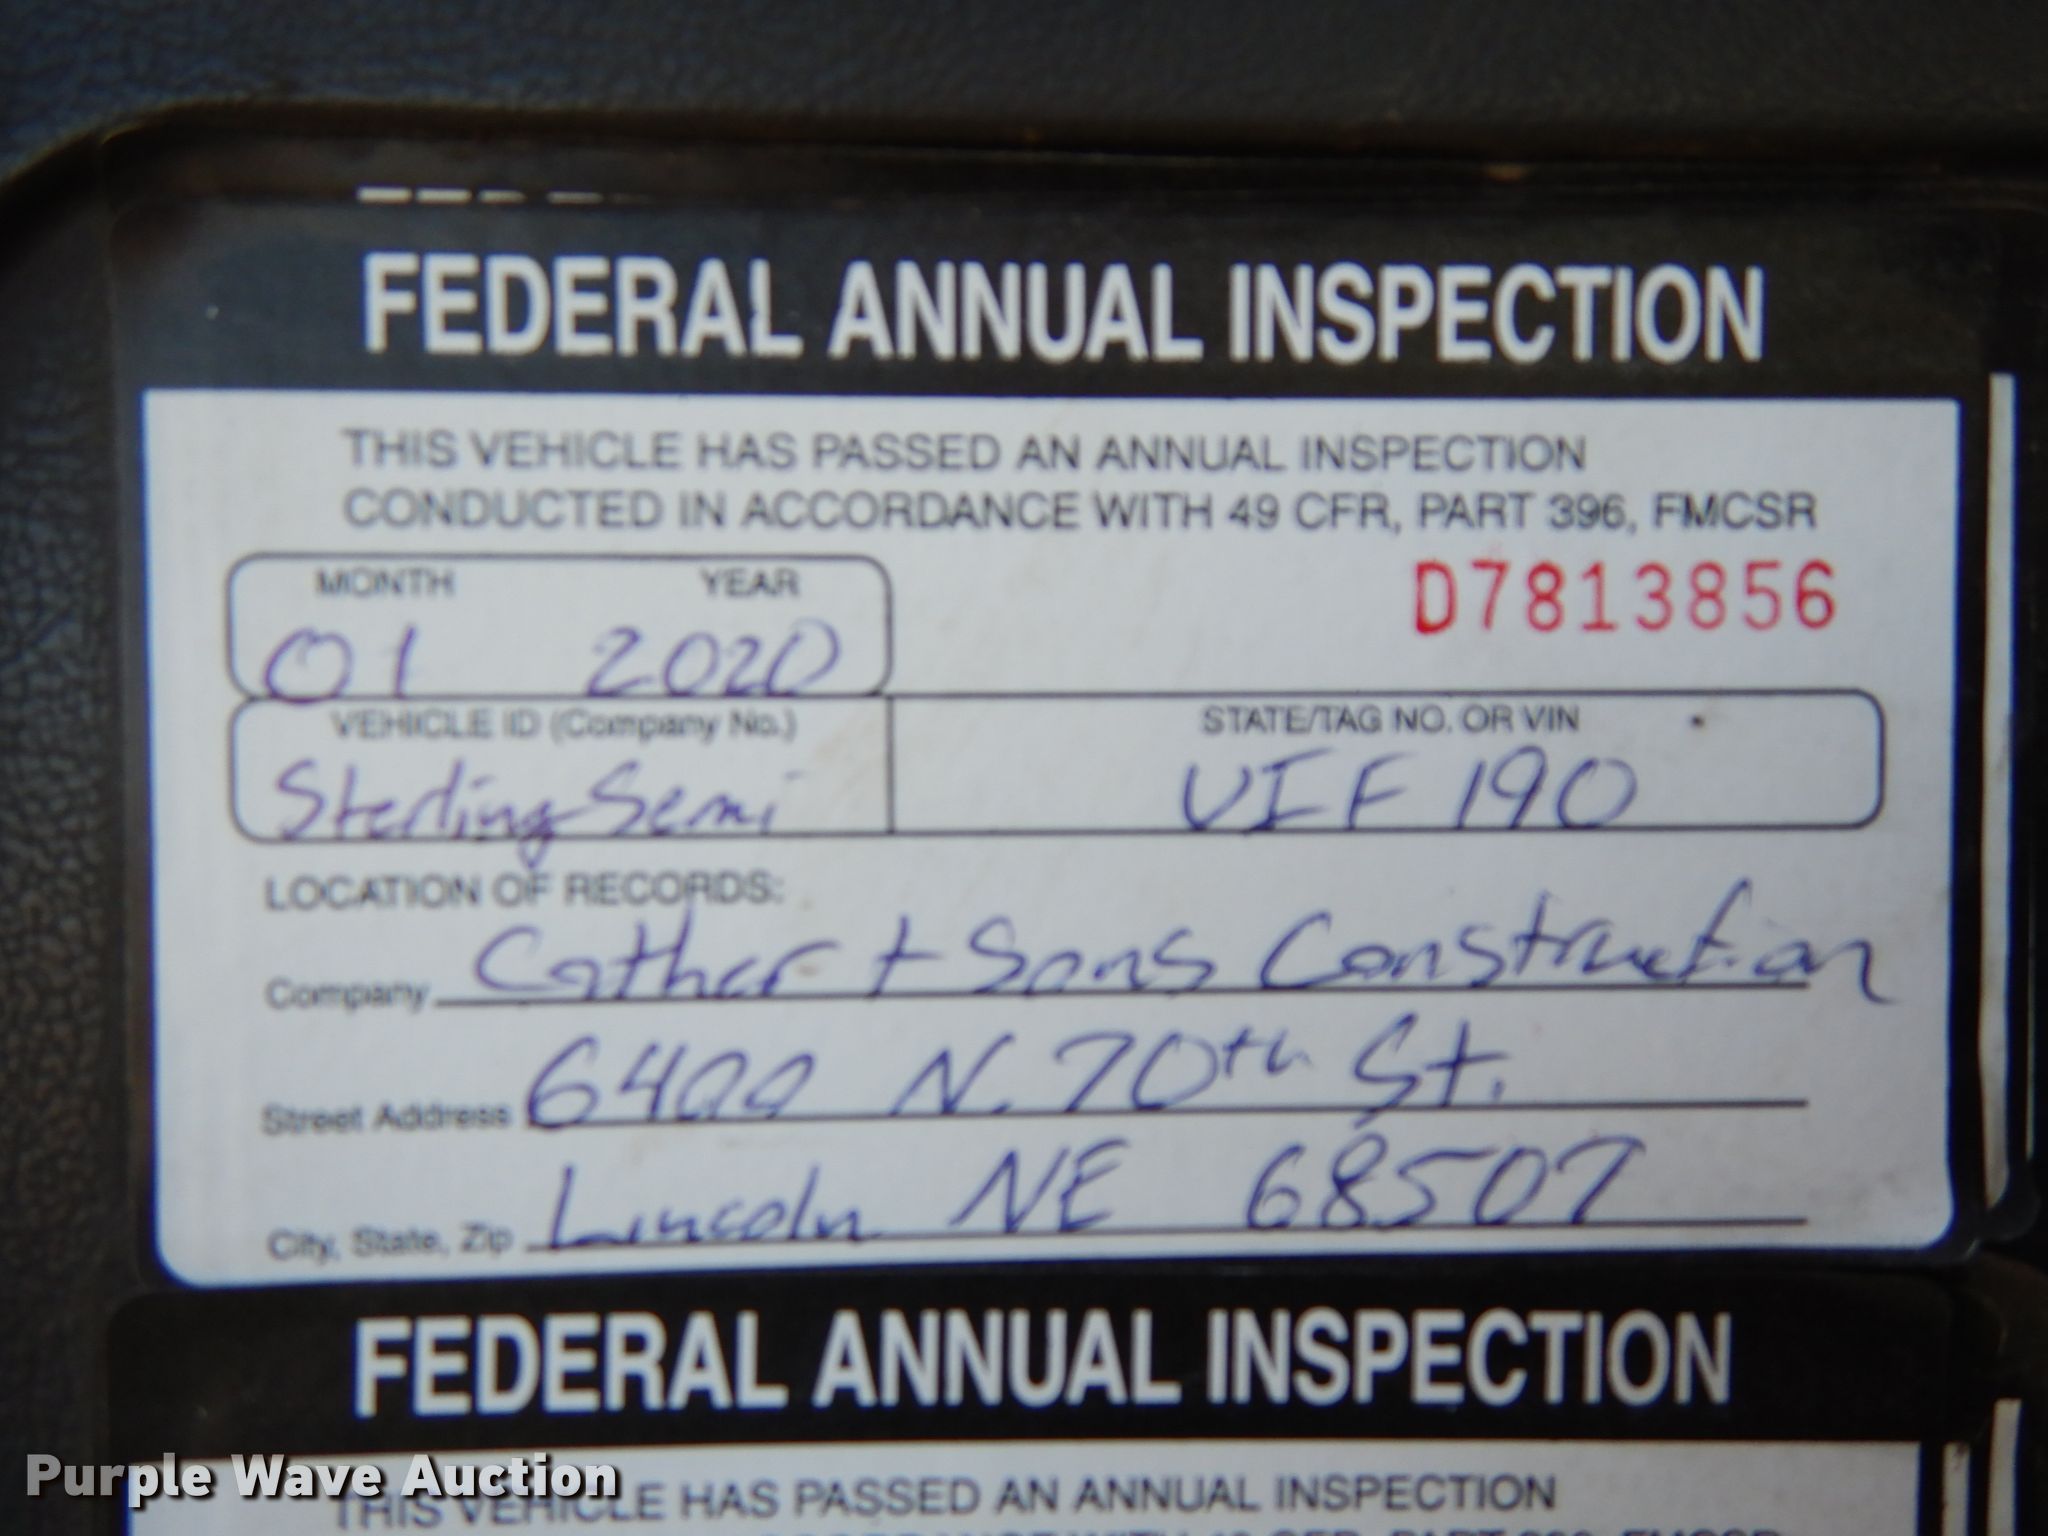 FEDERAL ANNUAL INSPECTION
THIS VEHICLE HAS PASSED AN ANNUAL INSPECTION
CONDUCTED IN ACCORDANCE WITH 49 CFR, PART 396, FMCSR
MONTH YEAR
01 2020
D7813856
VEHICLE ID (Company No.)
Sterling Semi
STATE/TAG NO. OR VIN
UIF 190
LOCATION OF RECORDS:
Company Cather + Sons Construction
Street Address 6400 N. 70th St.
City, State, Zip Lincoln NE 68507
FEDERAL ANNUAL INSPECTION
THIS VEHICLE HAS PASSED AN ANNUAL INSPECTION
Purple Wave Auction